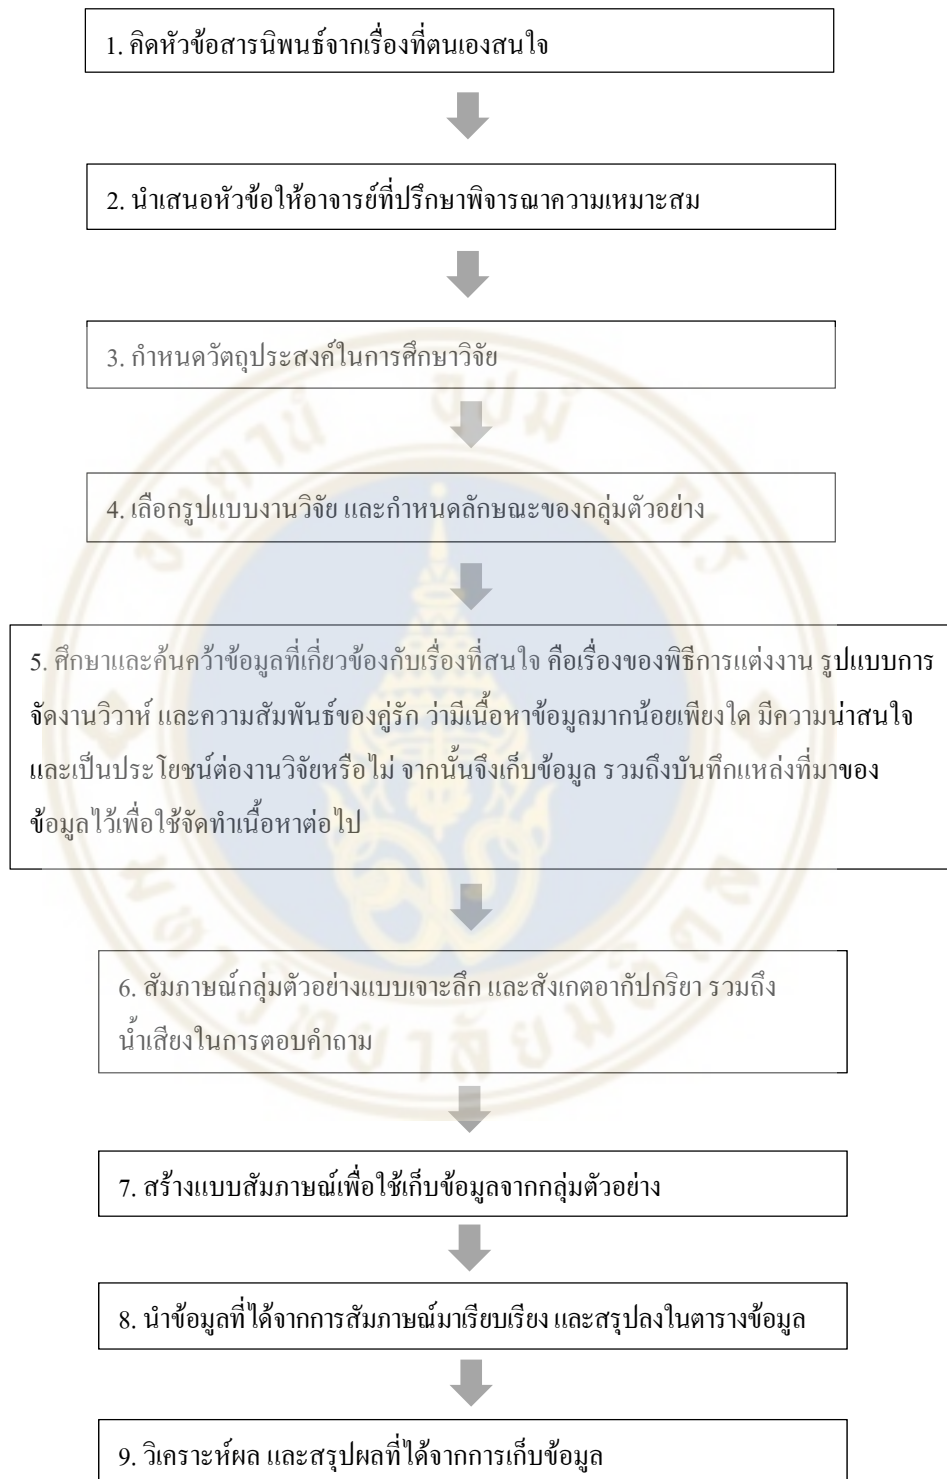 1. คิดหัวข้อสารนิพนธ์จากเรื่องที่ตนเองสนใจ
2. นำเสนอหัวข้อให้อาจารย์ที่ปรึกษาพิจารณาความเหมาะสม
3. กำหนดวัตถุประสงค์ในการศึกษาวิจัย
4. เลือกรูปแบบงานวิจัย และกำหนดลักษณะของกลุ่มตัวอย่าง
5. ศึกษาและค้นคว้าข้อมูลที่เกี่ยวข้องกับเรื่องที่สนใจ คือเรื่องของพิธีการแต่งงาน รูปแบบการ
จัดงานวิวาห์ และความสัมพันธ์ของคู่รัก ว่ามีเนื้อหาข้อมูลมากน้อยเพียงใด มีความน่าสนใจ
และเป็นประโยชน์ต่องานวิจัยหรือไม่ จากนั้นจึงเก็บข้อมูล รวมถึงบันทึกแหล่งที่มาของ
ข้อมูลไว้เพื่อใช้จัดทำเนื้อหาต่อไป
6. สัมภาษณ์กลุ่มตัวอย่างแบบเจาะลึก และสังเกตอากัปกริยา รวมถึง
น้ำเสียงในการตอบคำถาม
7. สร้างแบบสัมภาษณ์เพื่อใช้เก็บข้อมูลจากกลุ่มตัวอย่าง
8. นำข้อมูลที่ได้จากการสัมภาษณ์มาเรียบเรียง และสรุปลงในตารางข้อมูล
9. วิเคราะห์ผล และสรุปผลที่ได้จากการเก็บข้อมูล
อตฺตานํ อุปมํ กเร
มหาวิทยาลัยมหิดล